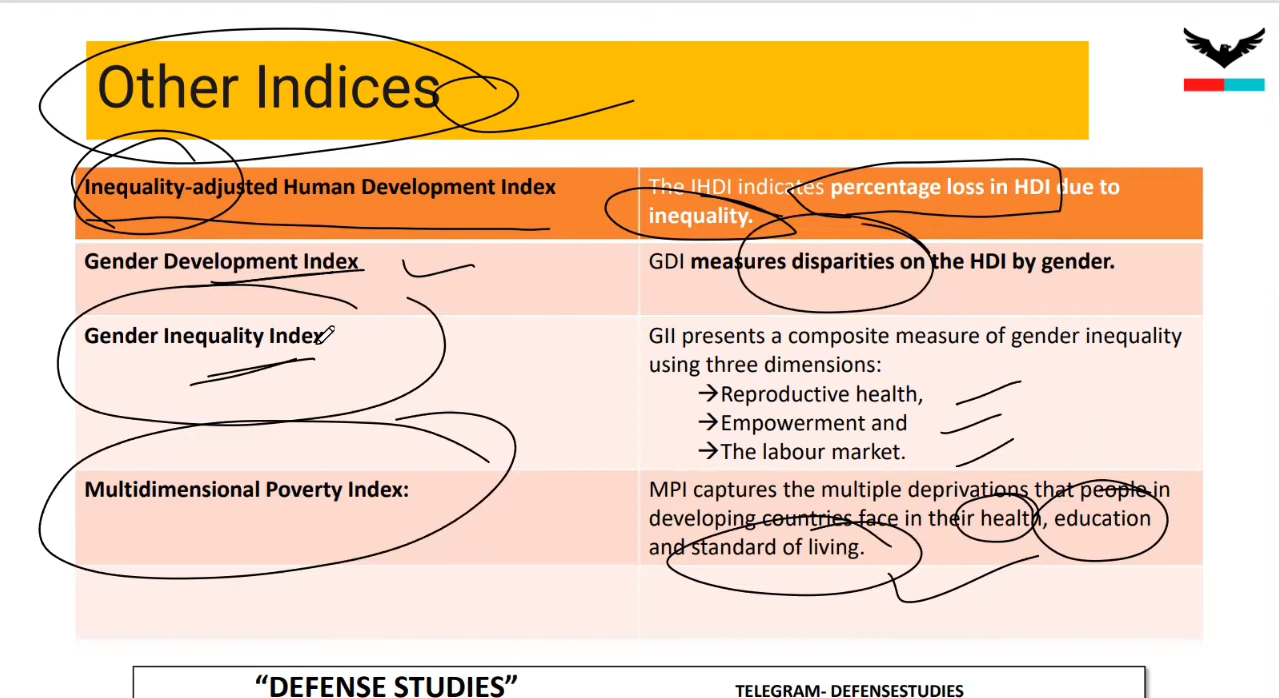 Other Indices
Inequality-adjusted Human Development Index
The IHDI indicates percentage loss in HDI due to
inequality.
Gender Development Index
GDI measures disparities on the HDI by gender.
Gender Inequality Index
GII presents a composite measure of gender inequality
using three dimensions:
→Reproductive health,
→Empowerment and
→The labour market.
Multidimensional Poverty Index:
MPI captures the multiple deprivations that people in
developing countries face in their health, education
and standard of living.
“DEFENSE STUDIES”
TELEGRAM- DEFENSESTUDIES